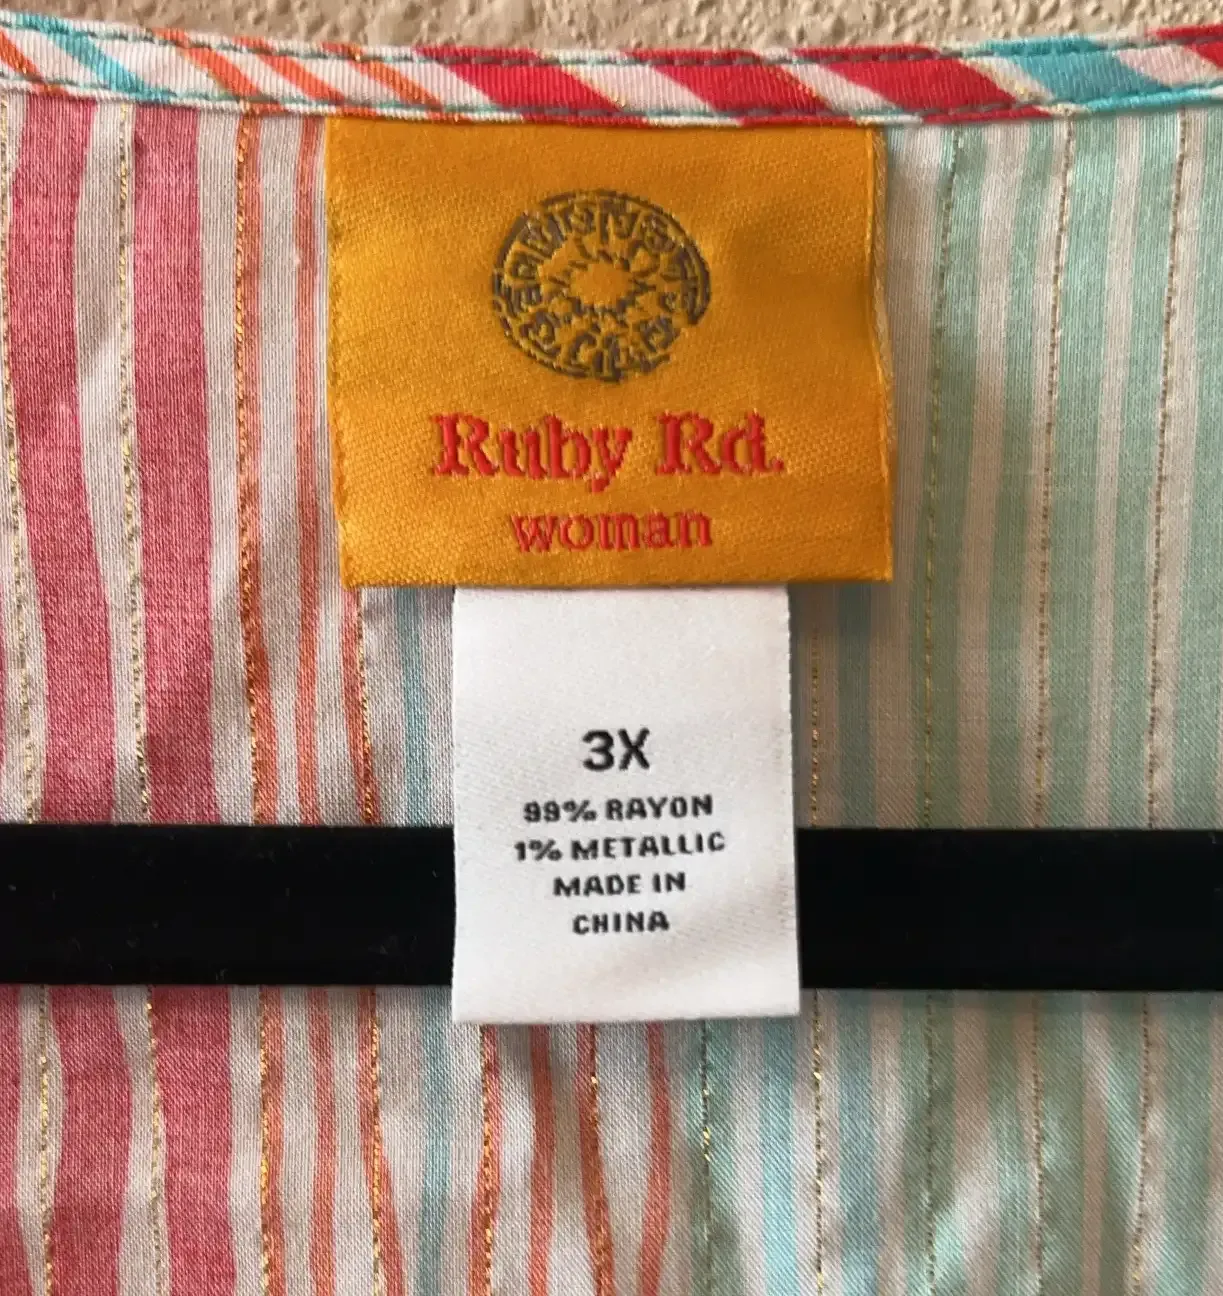 Ruby Rd.
woman
3X
99% RAYON
1% METALLIC
MADE IN
CHINA